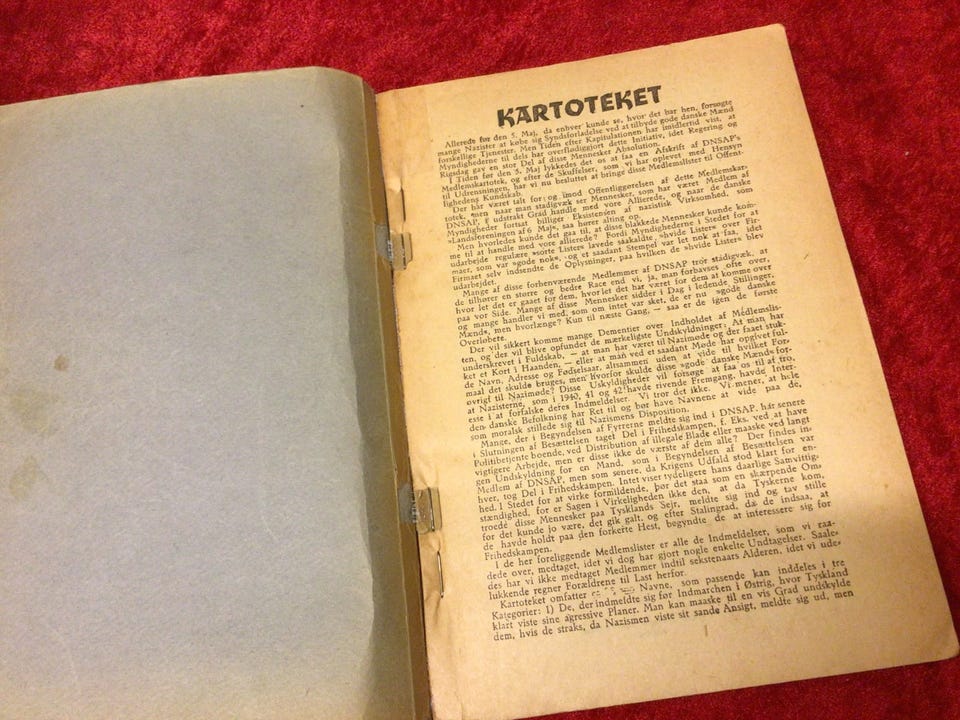 KARTOTEKET
Allerede før den 5. Maj, da enhver kunde se, hvor det bar hen, forsøgte
mange Nazister at købe sig Syndsforladelse ved at tilbyde gode danske Mænd
forskellige Tjenester. Men Tiden efter Kapitulationen har imidlertid vist, at
Myndighederne til dels har overflødiggjort dette Initiativ, idet Regering og
Rigsdag gav en stor Del af disse Mennesker Absolution.
I Tiden før den 5. Maj lykkedes det os at faa en Afskrift af DNSAP's
Medlemskartotek, og efter de Skuffelser, som vi har oplevet med Hensyn
til Udrensningen, har vi nu besluttet at bringe disse Medlemslister til Offent-
lighedens Kundskab.
Der har været talt for og imod Offentliggørelsen af dette Medlemskar-
totek, men naar man stadigvæk ser Mennesker, som har været Medlem af
DNSAP, i udstrakt Grad handle med vore Allierede, og naar de danske
Myndigheder fortsat billiger Eksistensen af nazistisk Virksomhed, som
»Landsforeningen af 6 Maj«, saa hører alting op.
Men hvorledes kunde det gaa til, at disse blakkede Mennesker kunde kom-
me til at handle med vore allierede? Fordi Myndighederne i Stedet for at
udarbejde regulære »sorte Lister« lavede saakaldte »hvide Lister« over Fir-
maer, som var »gode nok«, og et saadant Stempel var let nok at faa, idet
Firmaet selv indsendte de Oplysninger, paa hvilken de »hvide Lister« blev
udarbejdet.
Mange af disse forhenværende Medlemmer af DNSAP tror stadigvæk, at
de tilhører en større og bedre Race end vi, ja, man forbavses ofte over,
hvor let det er gaaet for dem, hvor let det har været for dem at komme over
paa vor Side. Mange af disse Mennesker sidder i Dag i ledende Stillinger,
og mange handler vi med, som om intet var sket, de er nu »gode danske
Mænd«, men hvorlænge? Kun til næste Gang, — saa er de igen de første
Overløbere.
Der vil sikkert komme mange Dementier over Indholdet af Medlemslis-
ten, og der vil blive opfundet de mærkeligste Undskyldninger: At man har
underskrevet i Fuldskab, — at man har været til Nazimøde og der faaet stuk-
ket et Kort i Haanden, — eller at man ved et saadant Møde har opgivet ful-
de Navn, Adresse og Fødselsaar, altsammen uden at vide til hvilket For-
maal det skulde bruges, men hvorfor skulde disse »gode danske Mænd« for-
øvrigt til Nazimøde? Disse Uskyldigheder vil forsøge at faa os til at tro,
at Nazisterne, som i 1940, 41 og 42 havde rivende Fremgang, havde Inter-
esse i at forfalske deres Indmeldelser. Vi tror det ikke. Vi mener, at hele
den danske Befolkning har Ret til og bør have Navnene at vide paa de,
som moralsk stillede sig til Nazismens Disposition.
Mange, der i Begyndelsen af Fyrrerne meldte sig ind i DNSAP, har senere
i Slutningen af Besættelsen taget Del i Frihedskampen, f. Eks. ved at have
Politibetjente boende, ved Distribution af illegale Blade eller maaske ved langt
vigtigere Arbejde, men er disse ikke de værste af dem alle? Der findes in-
gen Undskyldning for en Mand, som i Begyndelsen af Besættelsen var
Medlem af DNSAP, men som senere, da Krigens Udfald stod klart for en-
hver, tog Del i Frihedskampen. Intet viser tydeligere hans daarlige Samvittig-
hed. I Stedet for at virke formildende, bør det staa som en skærpende Om-
stændighed, for er Sagen i Virkeligheden ikke den, at da Tyskerne kom,
troede disse Mennesker paa Tysklands Sejr, meldte sig ind og tav stille
for det kunde jo være, det gik galt, og efter Stalingrad, da de indsaa, at
de havde holdt paa den forkerte Hest, begyndte de at interessere sig for
Frihedskampen.
I de her foreliggende Medlemslister er alle de Indmeldelser, som vi raa-
dede over, medtaget, idet vi dog har gjort nogle enkelte Undtagelser. Saale-
des har vi ikke medtaget Medlemmer indtil sekstenaars Alderen, idet vi ude-
lukkende regner Forældrene til Last herfor.
Kartoteket omfatter Navne, som passende kan inddeles i tre
Kategorier: 1) De, der indmeldte sig før Indmarchen i Østrig, hvor Tyskland
klart viste sine agressive Planer. Man kan maaske til en vis Grad undskylde
dem, hvis de straks, da Nazismen viste sit sande Ansigt, meldte sig ud, men